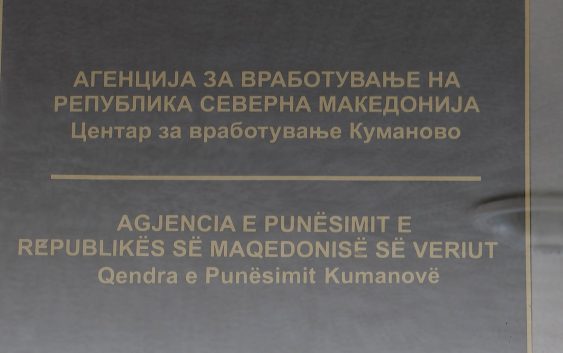 АГЕНЦИЈА ЗА ВРАБОТУВАЊЕ НА
РЕПУБЛИКА СЕВЕРНА МАКЕДОНИЈА
Центар за вработување Куманово
AGJENCIA E PUNËSIMIT E
REPUBLIKËS SË MAQEDONISË SË VERIUT
Qendra e Punësimit Kumanovë